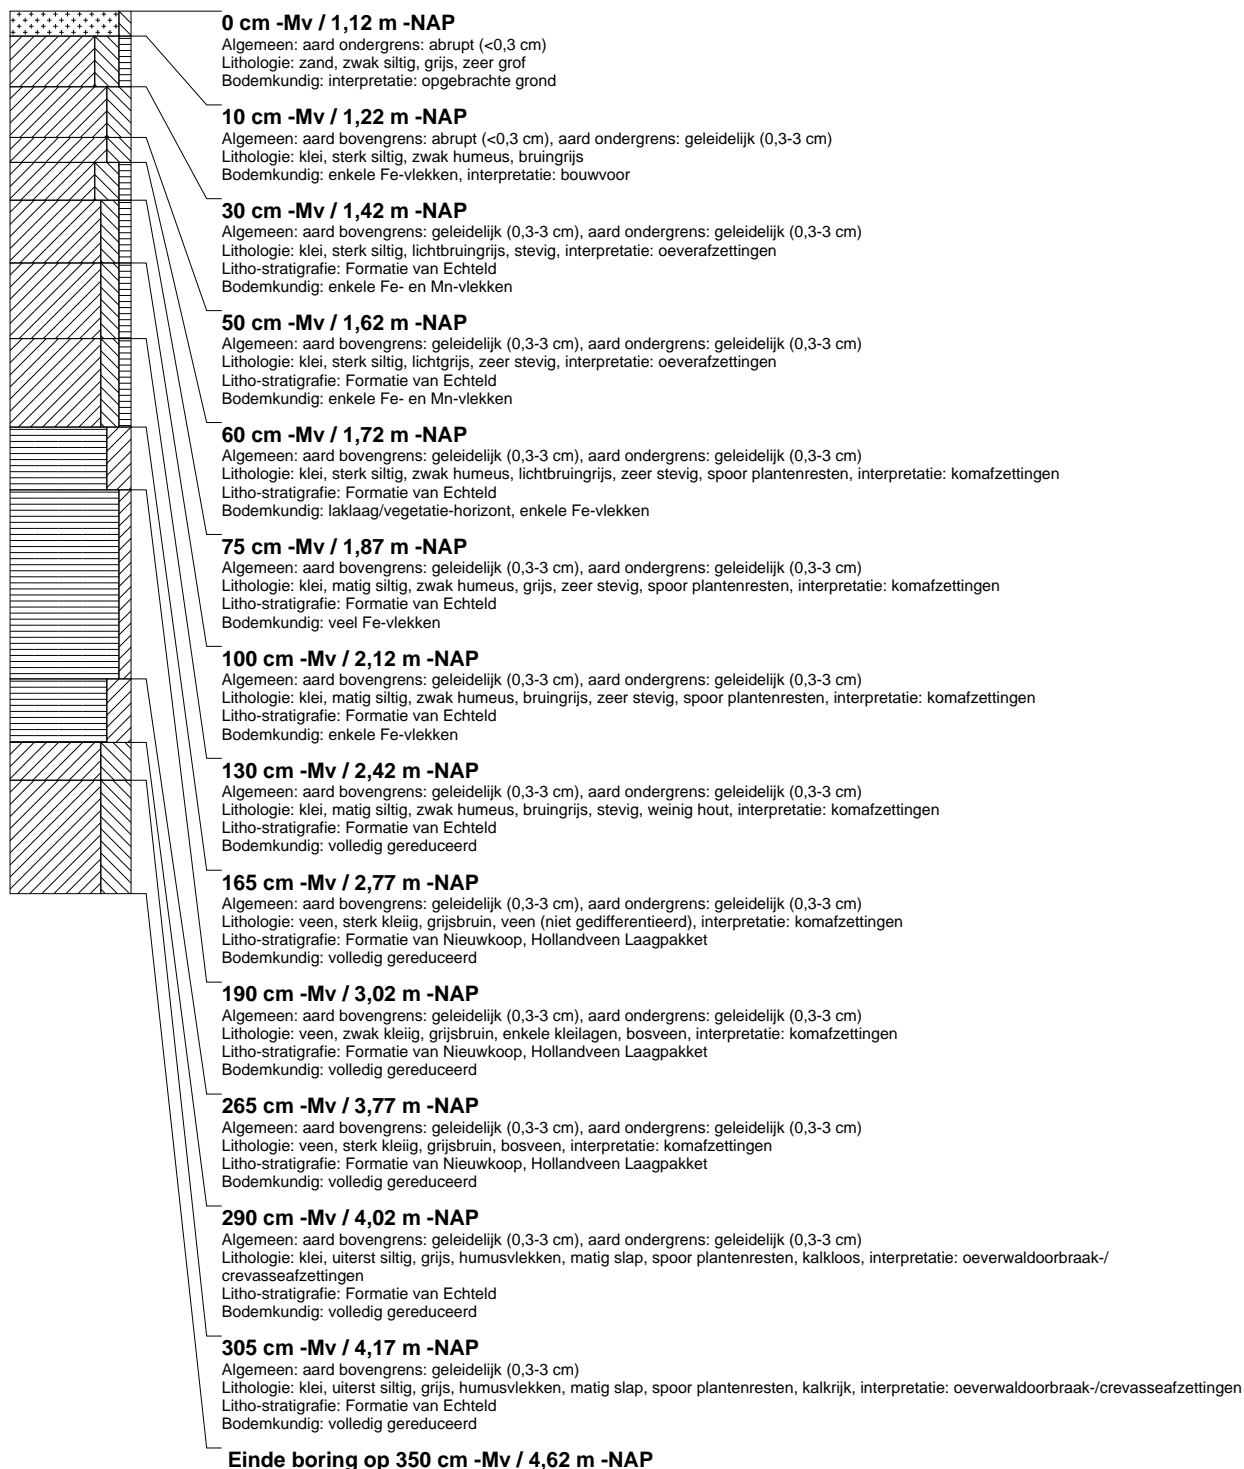 0 cm -Mv / 1,12 m -NAP
Algemeen: aard ondergrens: abrupt (<0,3 cm)
Lithologie: zand, zwak siltig, grijs, zeer grof
Bodemkundig: interpretatie: opgebrachte grond
10 cm -Mv / 1,22 m -NAP
Algemeen: aard bovengrens: abrupt (<0,3 cm), aard ondergrens: geleidelijk (0,3-3 cm)
Lithologie: klei, sterk siltig, zwak humeus, bruingrijs
Bodemkundig: enkele Fe-vlekken, interpretatie: bouwvoor
30 cm -Mv / 1,42 m -NAP
Algemeen: aard bovengrens: geleidelijk (0,3-3 cm), aard ondergrens: geleidelijk (0,3-3 cm)
Lithologie: klei, sterk siltig, lichtbruingrijs, stevig, interpretatie: oeverafzettingen
Litho-stratigrafie: Formatie van Echteld
Bodemkundig: enkele Fe- en Mn-vlekken
50 cm -Mv / 1,62 m -NAP
Algemeen: aard bovengrens: geleidelijk (0,3-3 cm), aard ondergrens: geleidelijk (0,3-3 cm)
Lithologie: klei, sterk siltig, lichtgrijs, zeer stevig, interpretatie: oeverafzettingen
Litho-stratigrafie: Formatie van Echteld
Bodemkundig: enkele Fe- en Mn-vlekken
60 cm -Mv / 1,72 m -NAP
Algemeen: aard bovengrens: geleidelijk (0,3-3 cm), aard ondergrens: geleidelijk (0,3-3 cm)
Lithologie: klei, sterk siltig, zwak humeus, lichtbruingrijs, zeer stevig, spoor plantenresten, interpretatie: komafzettingen
Litho-stratigrafie: Formatie van Echteld
Bodemkundig: laklaag/vegetatie-horizont, enkele Fe-vlekken
75 cm -Mv / 1,87 m -NAP
Algemeen: aard bovengrens: geleidelijk (0,3-3 cm), aard ondergrens: geleidelijk (0,3-3 cm)
Lithologie: klei, matig siltig, zwak humeus, grijs, zeer stevig, spoor plantenresten, interpretatie: komafzettingen
Litho-stratigrafie: Formatie van Echteld
Bodemkundig: veel Fe-vlekken
100 cm -Mv / 2,12 m -NAP
Algemeen: aard bovengrens: geleidelijk (0,3-3 cm), aard ondergrens: geleidelijk (0,3-3 cm)
Lithologie: klei, matig siltig, zwak humeus, bruingrijs, zeer stevig, spoor plantenresten, interpretatie: komafzettingen
Litho-stratigrafie: Formatie van Echteld
Bodemkundig: enkele Fe-vlekken
130 cm -Mv / 2,42 m -NAP
Algemeen: aard bovengrens: geleidelijk (0,3-3 cm), aard ondergrens: geleidelijk (0,3-3 cm)
Lithologie: klei, matig siltig, zwak humeus, bruingrijs, stevig, weinig hout, interpretatie: komafzettingen
Litho-stratigrafie: Formatie van Echteld
Bodemkundig: volledig gereduceerd
165 cm -Mv / 2,77 m -NAP
Algemeen: aard bovengrens: geleidelijk (0,3-3 cm), aard ondergrens: geleidelijk (0,3-3 cm)
Lithologie: veen, sterk kleiig, grijsbruin, veen (niet gedifferentieerd), interpretatie: komafzettingen
Litho-stratigrafie: Formatie van Nieuwkoop, Hollandveen Laagpakket
Bodemkundig: volledig gereduceerd
190 cm -Mv / 3,02 m -NAP
Algemeen: aard bovengrens: geleidelijk (0,3-3 cm), aard ondergrens: geleidelijk (0,3-3 cm)
Lithologie: veen, zwak kleiig, grijsbruin, enkele kleilagen, bosveen, interpretatie: komafzettingen
Litho-stratigrafie: Formatie van Nieuwkoop, Hollandveen Laagpakket
Bodemkundig: volledig gereduceerd
265 cm -Mv / 3,77 m -NAP
Algemeen: aard bovengrens: geleidelijk (0,3-3 cm), aard ondergrens: geleidelijk (0,3-3 cm)
Lithologie: veen, sterk kleiig, grijsbruin, bosveen, interpretatie: komafzettingen
Litho-stratigrafie: Formatie van Nieuwkoop, Hollandveen Laagpakket
Bodemkundig: volledig gereduceerd
290 cm -Mv / 4,02 m -NAP
Algemeen: aard bovengrens: geleidelijk (0,3-3 cm), aard ondergrens: geleidelijk (0,3-3 cm)
Lithologie: klei, uiterst siltig, grijs, humusvlekken, matig slap, spoor plantenresten, kalkloos, interpretatie: oeverwaldoorbraak-/
crevasseafzettingen
Litho-stratigrafie: Formatie van Echteld
Bodemkundig: volledig gereduceerd
305 cm -Mv / 4,17 m -NAP
Algemeen: aard bovengrens: geleidelijk (0,3-3 cm)
Lithologie: klei, uiterst siltig, grijs, humusvlekken, matig slap, spoor plantenresten, kalkrijk, interpretatie: oeverwaldoorbraak-/crevasseafzettingen
Litho-stratigrafie: Formatie van Echteld
Bodemkundig: volledig gereduceerd
Einde boring op 350 cm -Mv / 4,62 m -NAP